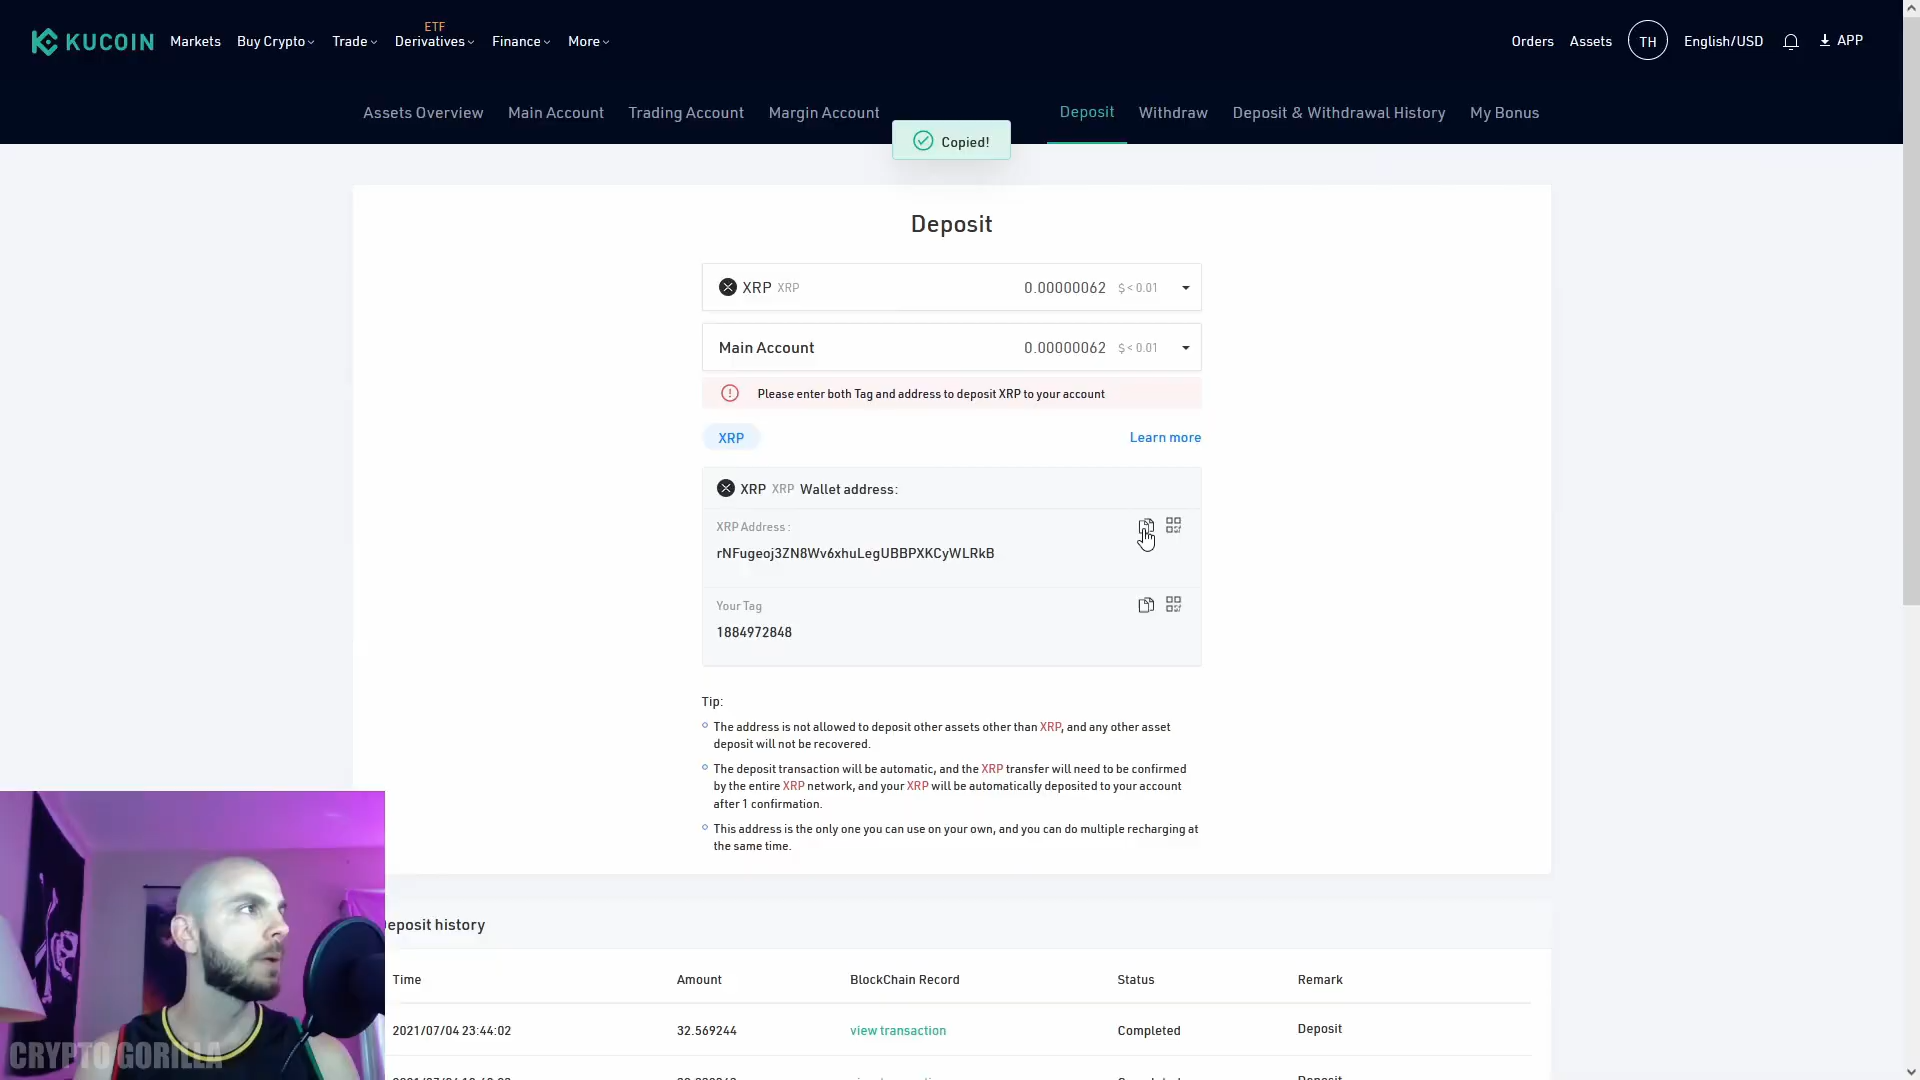 ETF
KUCOIN Markets Buy Crypto Trade Derivatives Finance More Orders Assets TH English/USD APP
Assets Overview Main Account Trading Account Margin Account Deposit Withdraw Deposit & Withdrawal History My Bonus
Copied!
Deposit
XRP XRP 0.00000062 $ < 0.01
Main Account 0.00000062 $ < 0.01
Please enter both Tag and address to deposit XRP to your account
XRP Learn more
XRP XRP Wallet address:
XRP Address :
rNFugeoj3ZN8Wv6xhuLegUBBPXKCyWLRkB
Your Tag
1884972848
Tip:
The address is not allowed to deposit other assets other than XRP, and any other asset
deposit will not be recovered.
The deposit transaction will be automatic, and the XRP transfer will need to be confirmed
by the entire XRP network, and your XRP will be automatically deposited to your account
after 1 confirmation.
This address is the only one you can use on your own, and you can do multiple recharging at
the same time.
eposit history
Time Amount BlockChain Record Status Remark
2021/07/04 23:44:02 32.569244 view transaction Completed Deposit
CRYPTO GORILLA